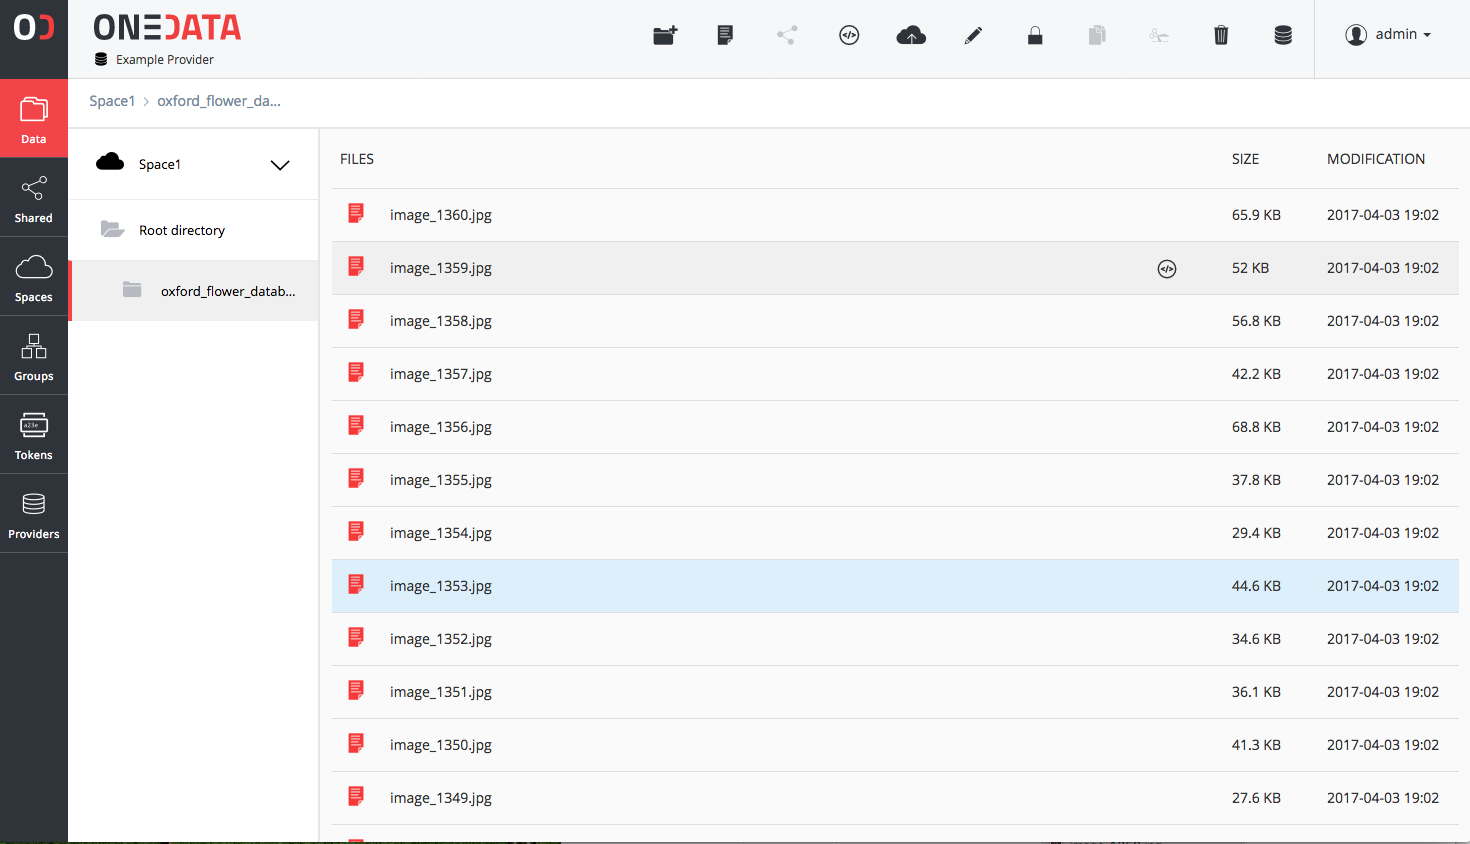 OD
ONEDATA
Example Provider
admin
Space1 > oxford_flower_da...
Data
Shared
Spaces
Groups
a23e
Tokens
Providers
Space1
Root directory
oxford_flower_datab...
FILES SIZE MODIFICATION
image_1360.jpg 65.9 KB 2017-04-03 19:02
image_1359.jpg 52 KB 2017-04-03 19:02
image_1358.jpg 56.8 KB 2017-04-03 19:02
image_1357.jpg 42.2 KB 2017-04-03 19:02
image_1356.jpg 68.8 KB 2017-04-03 19:02
image_1355.jpg 37.8 KB 2017-04-03 19:02
image_1354.jpg 29.4 KB 2017-04-03 19:02
image_1353.jpg 44.6 KB 2017-04-03 19:02
image_1352.jpg 34.6 KB 2017-04-03 19:02
image_1351.jpg 36.1 KB 2017-04-03 19:02
image_1350.jpg 41.3 KB 2017-04-03 19:02
image_1349.jpg 27.6 KB 2017-04-03 19:02